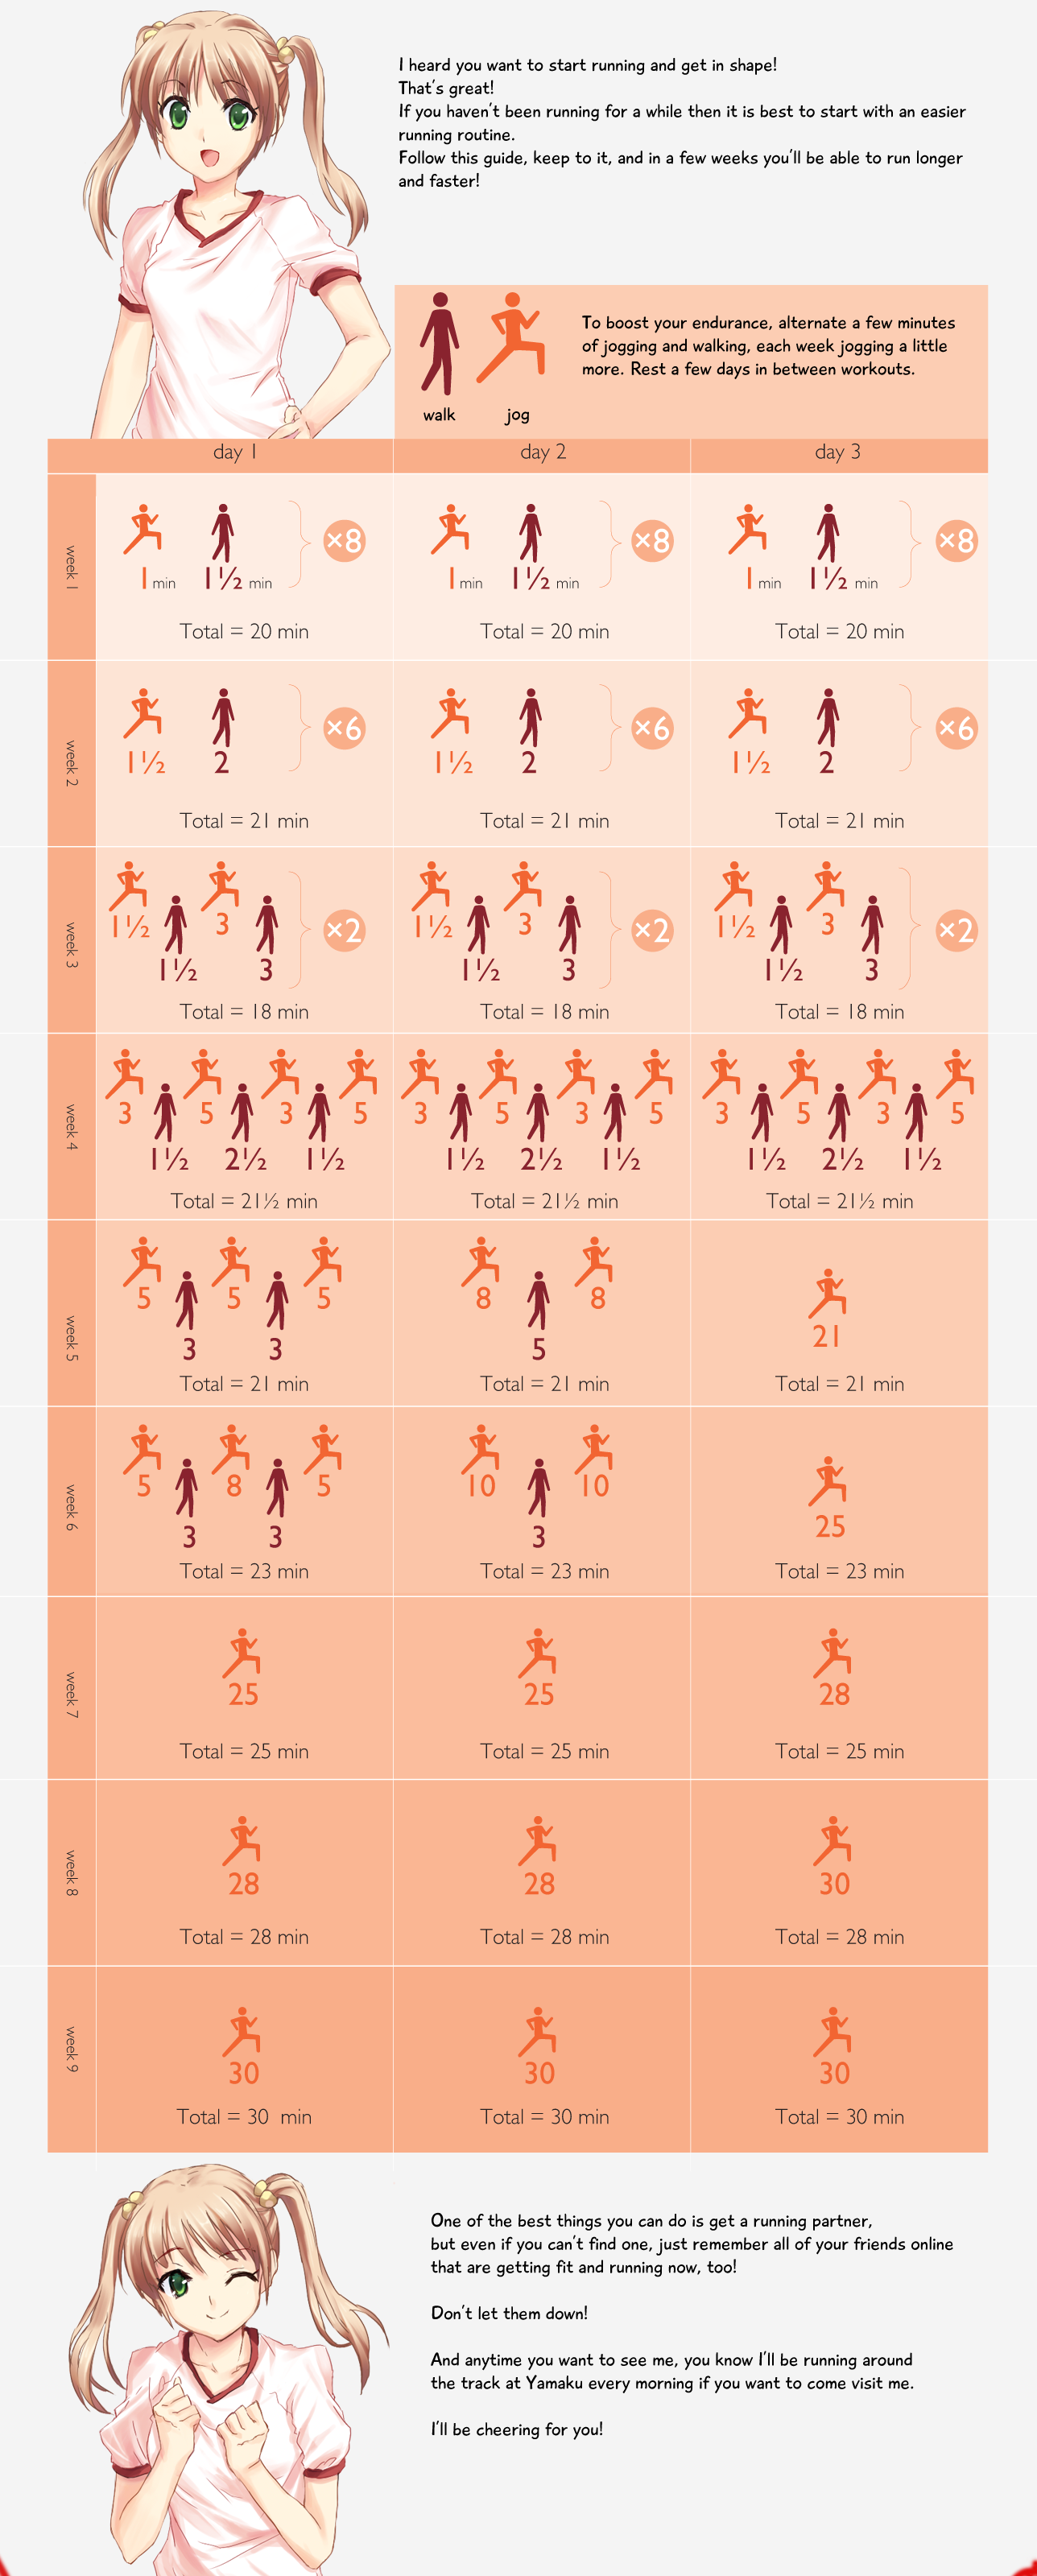 I heard you want to start running and get in shape!
That's great!
If you haven't been running for a while then it is best to start with an easier
running routine.
Follow this guide, keep to it, and in a few weeks you'll be able to run longer
and faster!
To boost your endurance, alternate a few minutes
of jogging and walking, each week jogging a little
more. Rest a few days in between workouts.
walk jog
day 1 day 2 day 3
week 1
×8 ×8 ×8
1 min 1½ min 1 min 1½ min 1 min 1½ min
Total = 20 min Total = 20 min Total = 20 min
week 2
×6 ×6 ×6
1½ 2 1½ 2 1½ 2
Total = 21 min Total = 21 min Total = 21 min
week 3
1½ 3 ×2 1½ 3 ×2 1½ 3 ×2
1½ 3 1½ 3 1½ 3
Total = 18 min Total = 18 min Total = 18 min
week 4
3 5 3 5 3 5 3 5 3 5 3 5
1½ 2½ 1½ 1½ 2½ 1½ 1½ 2½ 1½
Total = 21½ min Total = 21½ min Total = 21½ min
week 5
5 5 5 8 8 21
3 3 5
Total = 21 min Total = 21 min Total = 21 min
week 6
5 8 5 10 10 25
3 3 3
Total = 23 min Total = 23 min Total = 23 min
week 7
25 25 28
Total = 25 min Total = 25 min Total = 25 min
week 8
28 28 30
Total = 28 min Total = 28 min Total = 28 min
week 9
30 30 30
Total = 30 min Total = 30 min Total = 30 min
One of the best things you can do is get a running partner,
but even if you can't find one, just remember all of your friends online
that are getting fit and running now, too!
Don't let them down!
And anytime you want to see me, you know I'll be running around
the track at Yamaku every morning if you want to come visit me.
I'll be cheering for you!